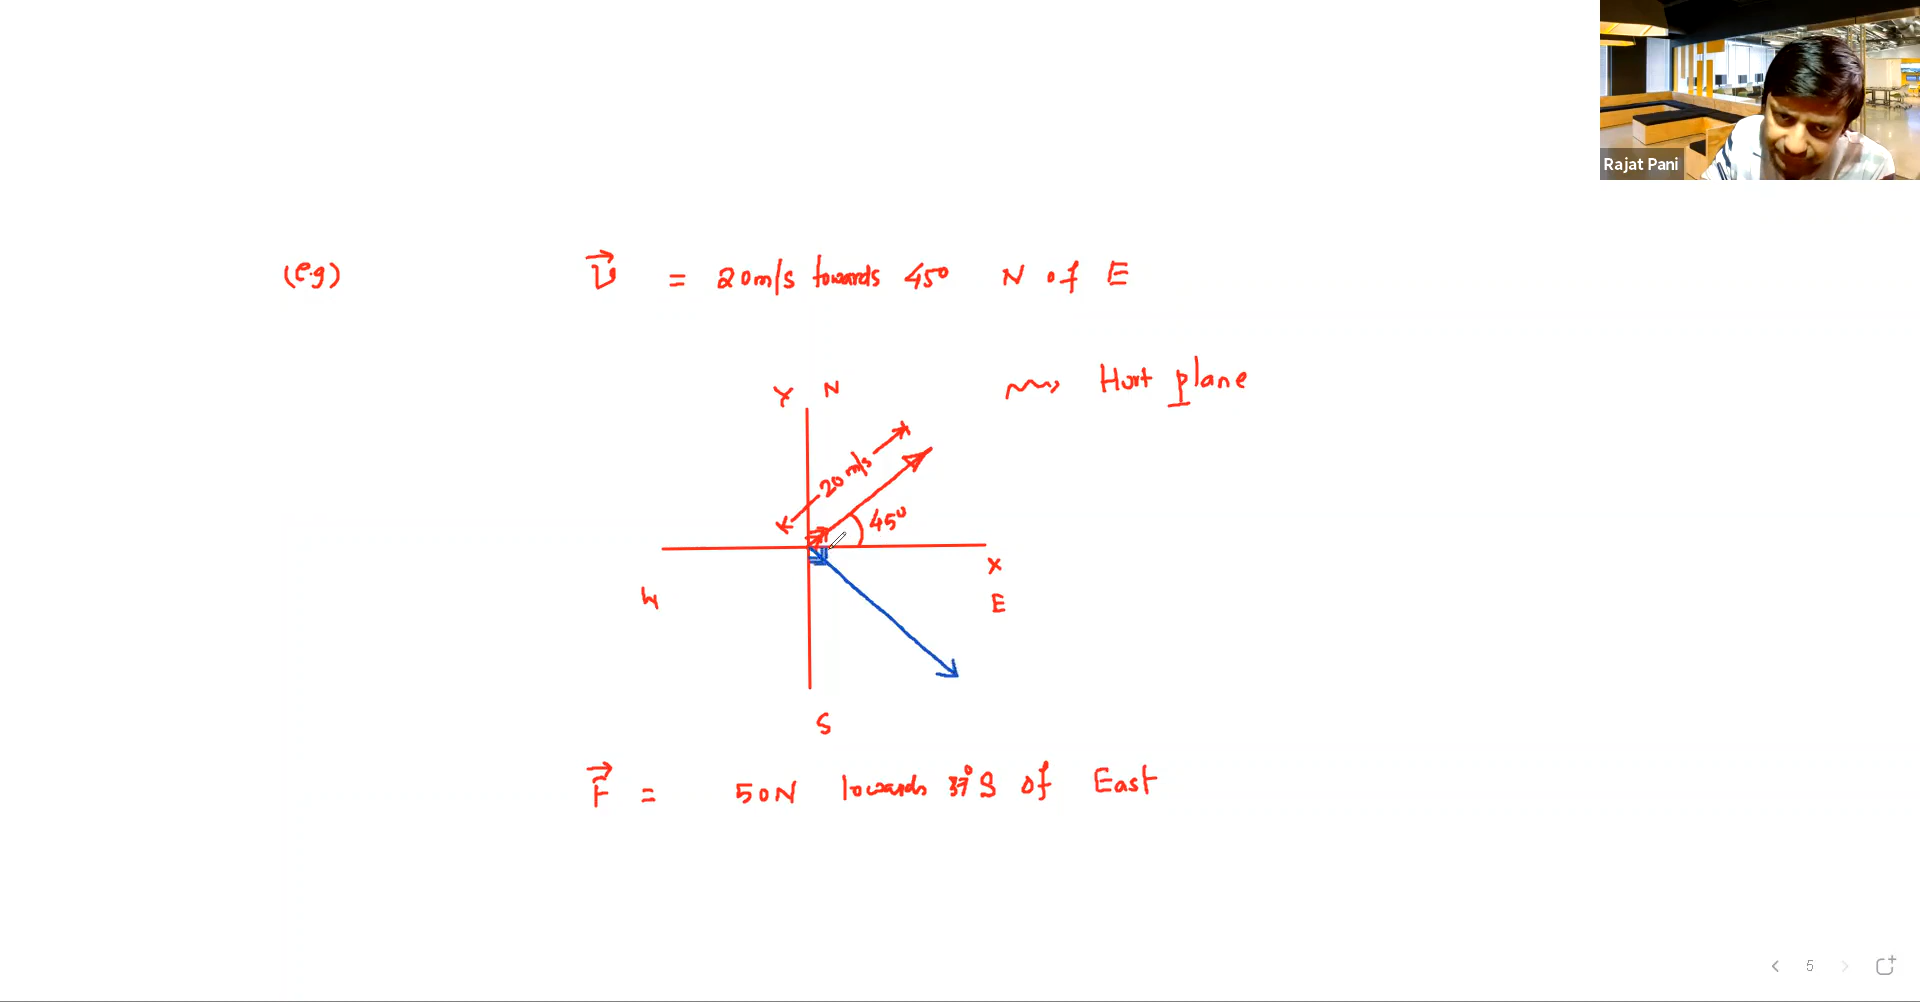 Rajat Pani
(e.g) v⃗ = 20m/s towards 45° N of E
Y N
Hort plane
20 m/s
45°
X
W
E
S
F⃗ = 50N towards 37° S of East
5